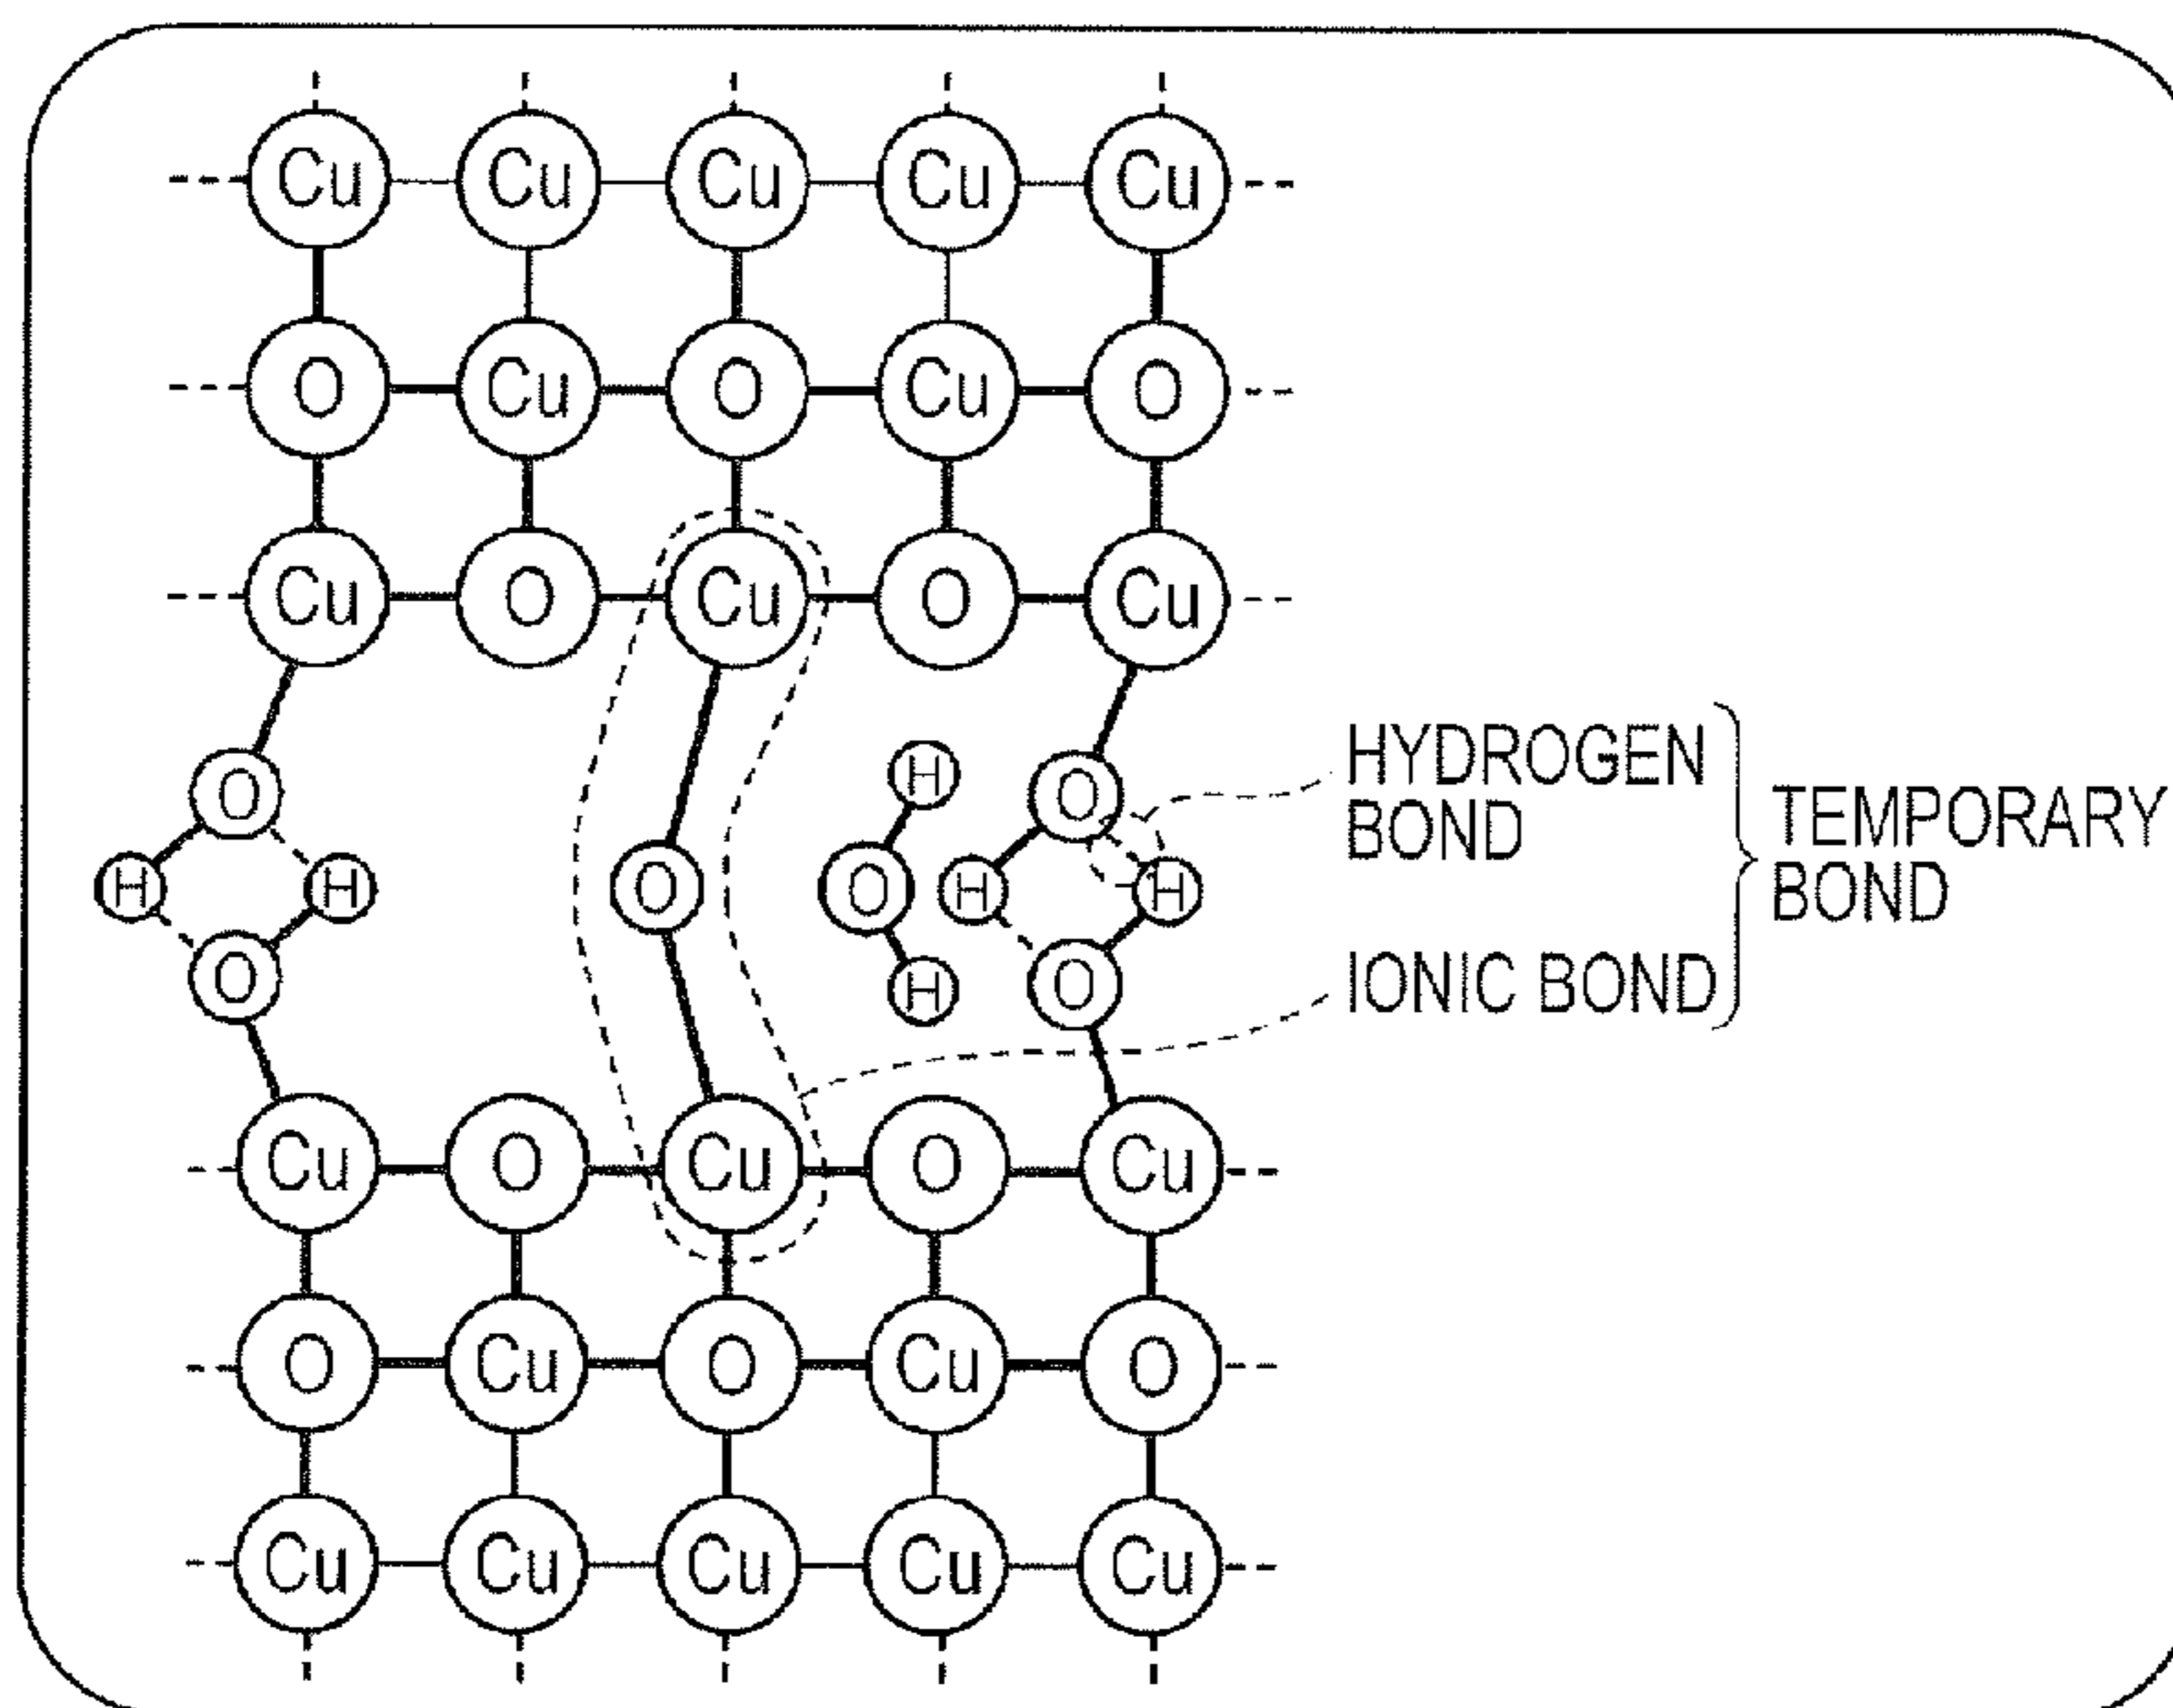 Cu Cu Cu Cu Cu
O Cu O Cu O
Cu O Cu O Cu
HYDROGEN
BOND
TEMPORARY
BOND
IONIC BOND
O H O
H H O H H
O H O
Cu O Cu O Cu
O Cu O Cu O
Cu Cu Cu Cu Cu